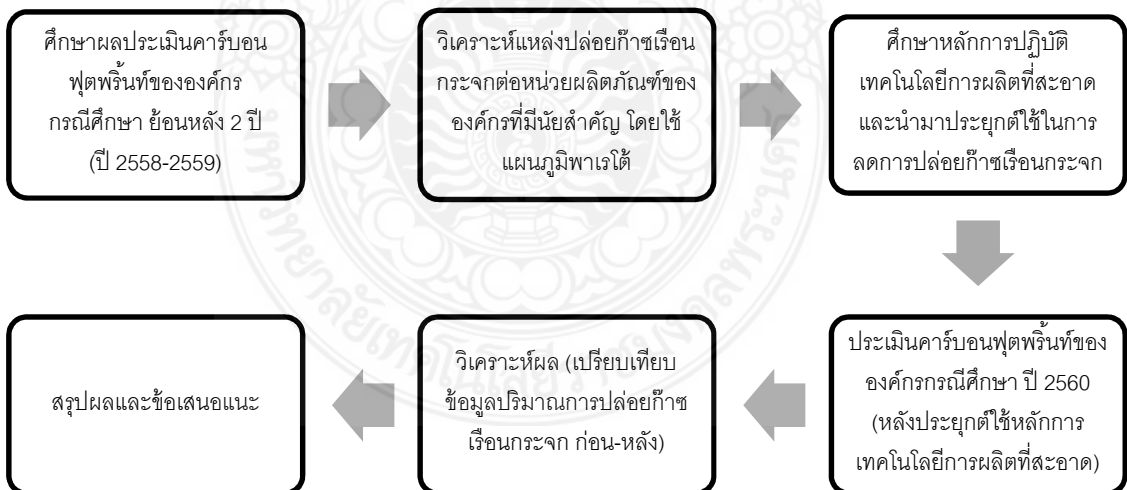 ศึกษาผลประเมินคาร์บอน
ฟุตพริ้นท์ขององค์กร
กรณีศึกษา ย้อนหลัง 2 ปี
(ปี 2558-2559)
วิเคราะห์แหล่งปล่อยก๊าซเรือน
กระจกต่อหน่วยผลิตภัณฑ์ของ
องค์กรที่มีนัยสำคัญ โดยใช้
แผนภูมิพาเรโต้
ศึกษาหลักการปฏิบัติ
เทคโนโลยีการผลิตที่สะอาด
และนำมาประยุกต์ใช้ในการ
ลดการปล่อยก๊าซเรือนกระจก
ประเมินคาร์บอนฟุตพริ้นท์ของ
องค์กรกรณีศึกษา ปี 2560
(หลังประยุกต์ใช้หลักการ
เทคโนโลยีการผลิตที่สะอาด)
วิเคราะห์ผล (เปรียบเทียบ
ข้อมูลปริมาณการปล่อยก๊าซ
เรือนกระจก ก่อน-หลัง)
สรุปผลและข้อเสนอแนะ